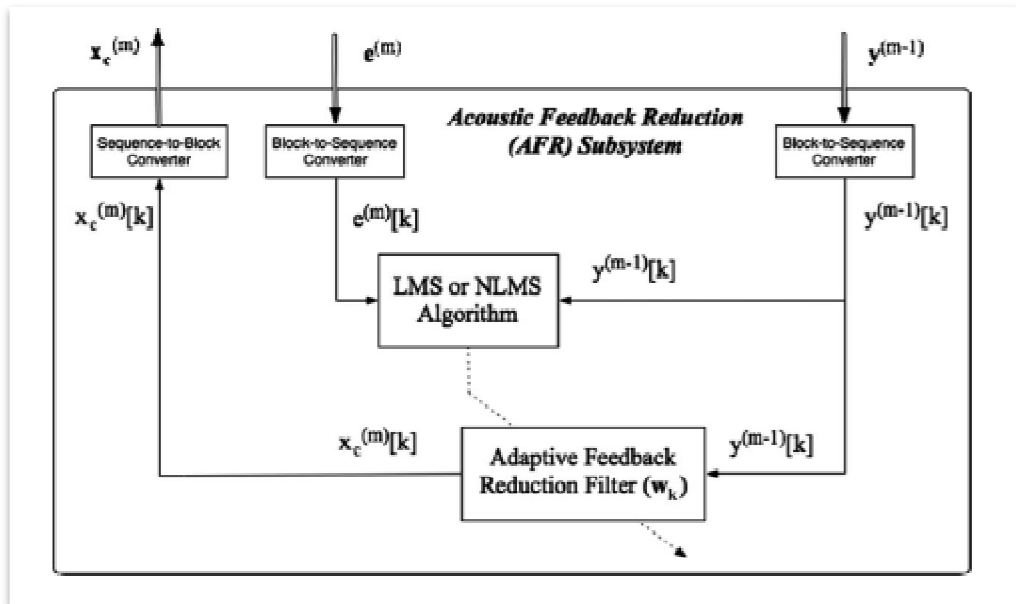 x_c^(m)
e^(m)
y^(m-1)
Acoustic Feedback Reduction
(AFR) Subsystem
Sequence-to-Block
Converter
Block-to-Sequence
Converter
Block-to-Sequence
Converter
x_c^(m)[k]
e^(m)[k]
y^(m-1)[k]
LMS or NLMS
Algorithm
y^(m-1)[k]
x_c^(m)[k]
Adaptive Feedback
Reduction Filter (w_k)
y^(m-1)[k]